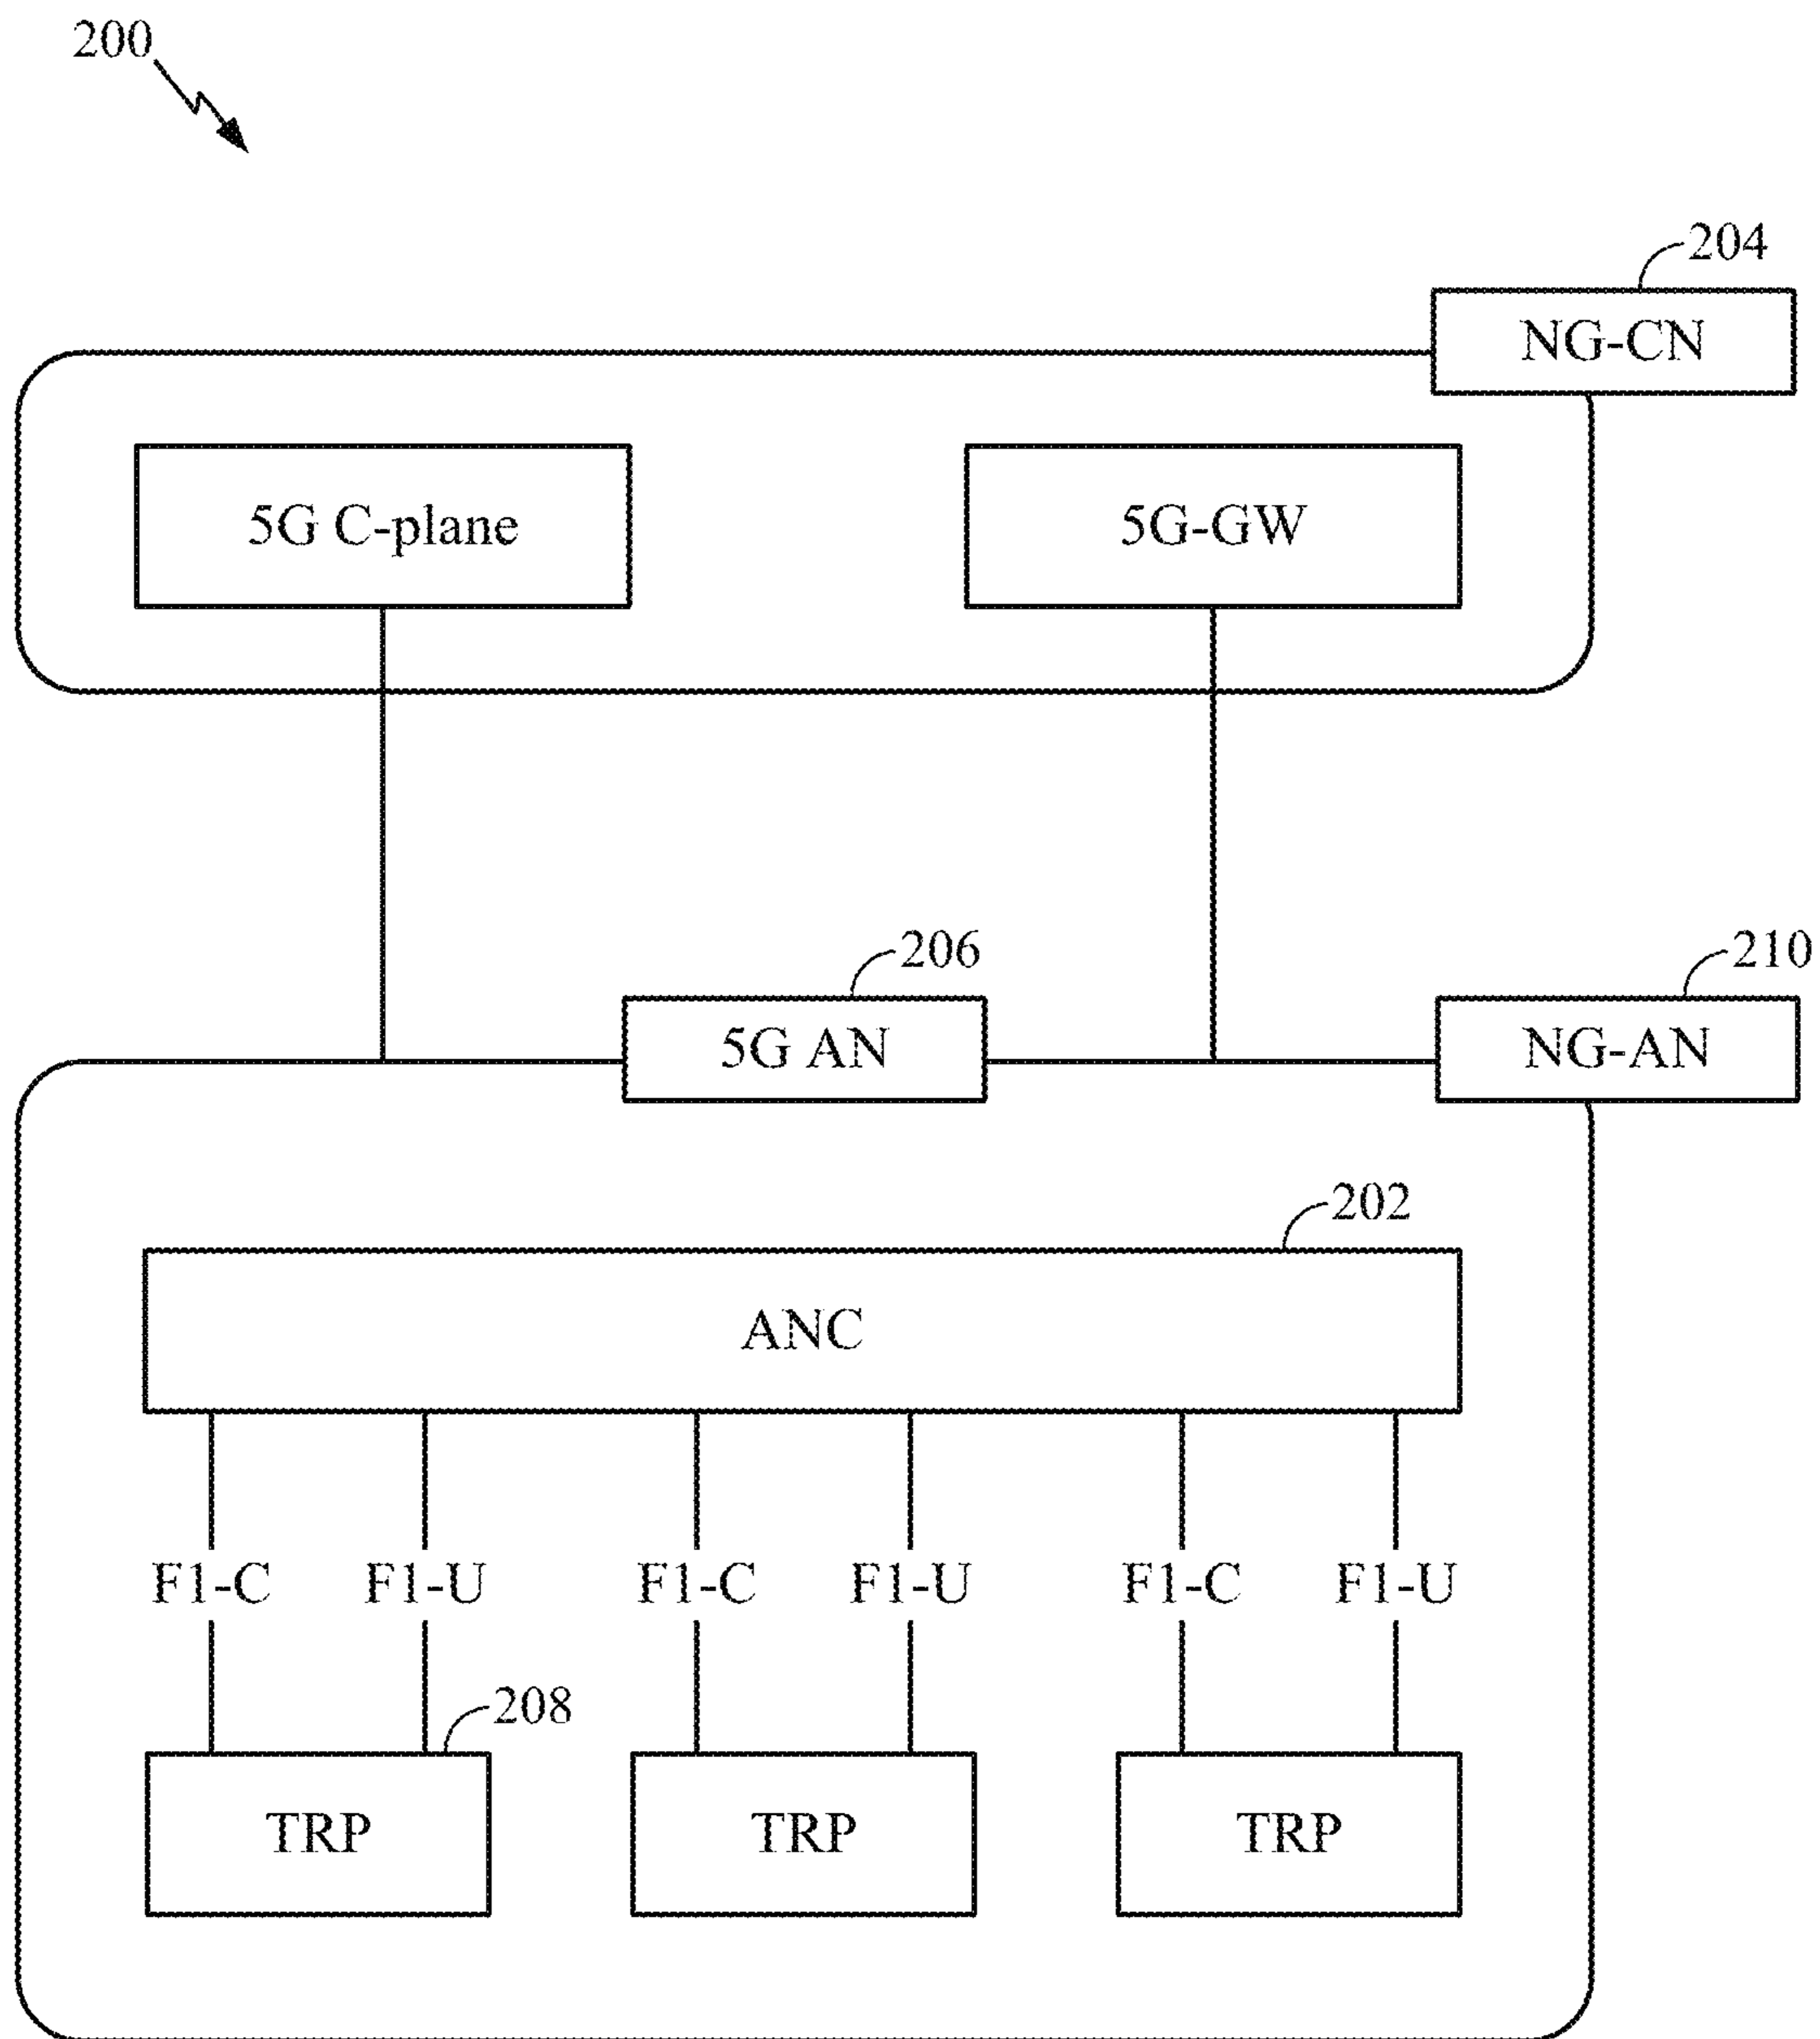 200
204
NG-CN
5G C-plane 5G-GW
206 210
5G AN NG-AN
202
ANC
F1-C F1-U F1-C F1-U F1-C F1-U
208
TRP TRP TRP